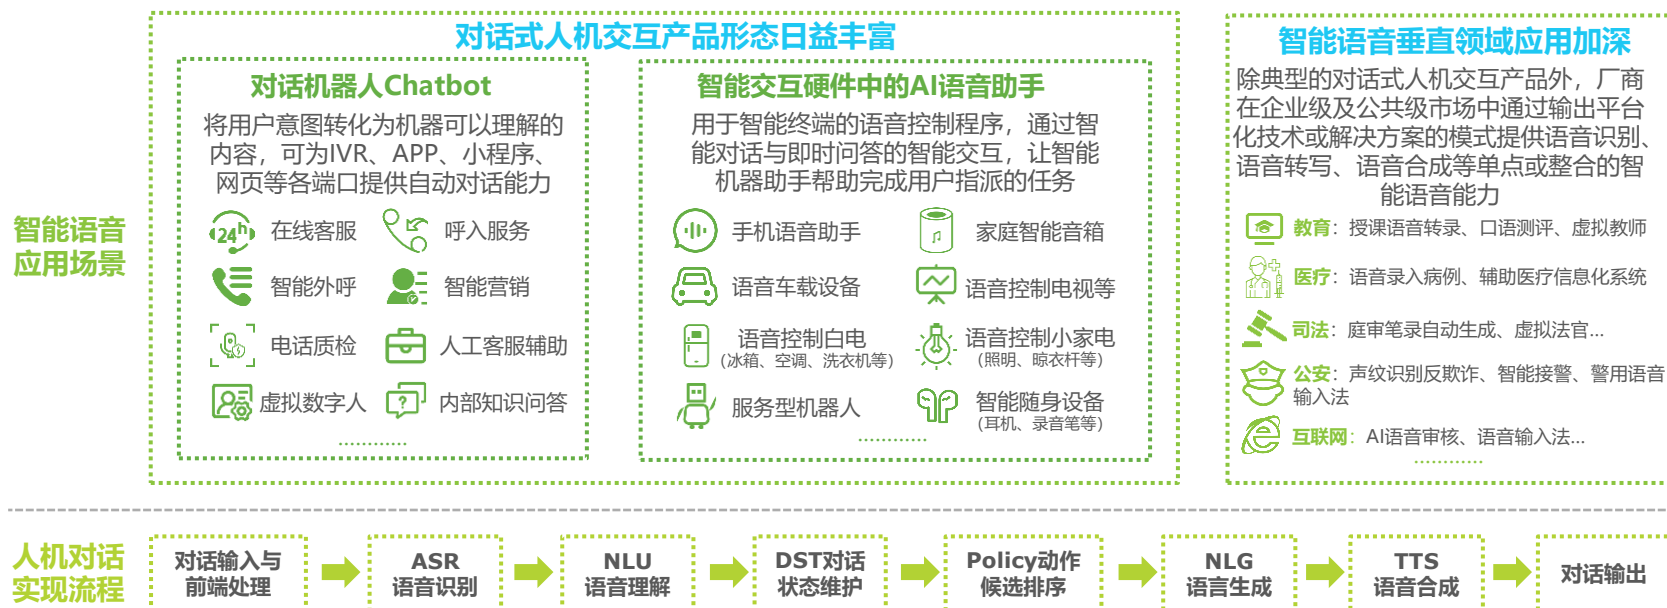 对话式人机交互产品形态日益丰富
对话机器人Chatbot
将用户意图转化为机器可以理解的
内容，可为IVR、APP、小程序、
网页等各端口提供自动对话能力
24h
在线客服
呼入服务
智能外呼
智能营销
电话质检
人工客服辅助
虚拟数字人
内部知识问答
…………
智能交互硬件中的AI语音助手
用于智能终端的语音控制程序，通过智
能对话与即时问答的智能交互，让智能
机器助手帮助完成用户指派的任务
手机语音助手
家庭智能音箱
语音车载设备
语音控制电视等
语音控制白电
（冰箱、空调、洗衣机等）
语音控制小家电
（照明、晾衣杆等）
服务型机器人
智能随身设备
（耳机、录音笔等）
…………
智能语音垂直领域应用加深
除典型的对话式人机交互产品外，厂商
在企业级及公共级市场中通过输出平台
化技术或解决方案的模式提供语音识别、
语音转写、语音合成等单点或整合的智
能语音能力
教育：授课语音转录、口语测评、虚拟教师
医疗：语音录入病例、辅助医疗信息化系统
司法：庭审笔录自动生成、虚拟法官…
公安：声纹识别反欺诈、智能接警、警用语音
输入法
互联网：AI语音审核、语音输入法…
…………
智能语音
应用场景
人机对话
实现流程
对话输入与
前端处理
ASR
语音识别
NLU
语音理解
DST对话
状态维护
Policy动作
候选排序
NLG
语言生成
TTS
语音合成
对话输出